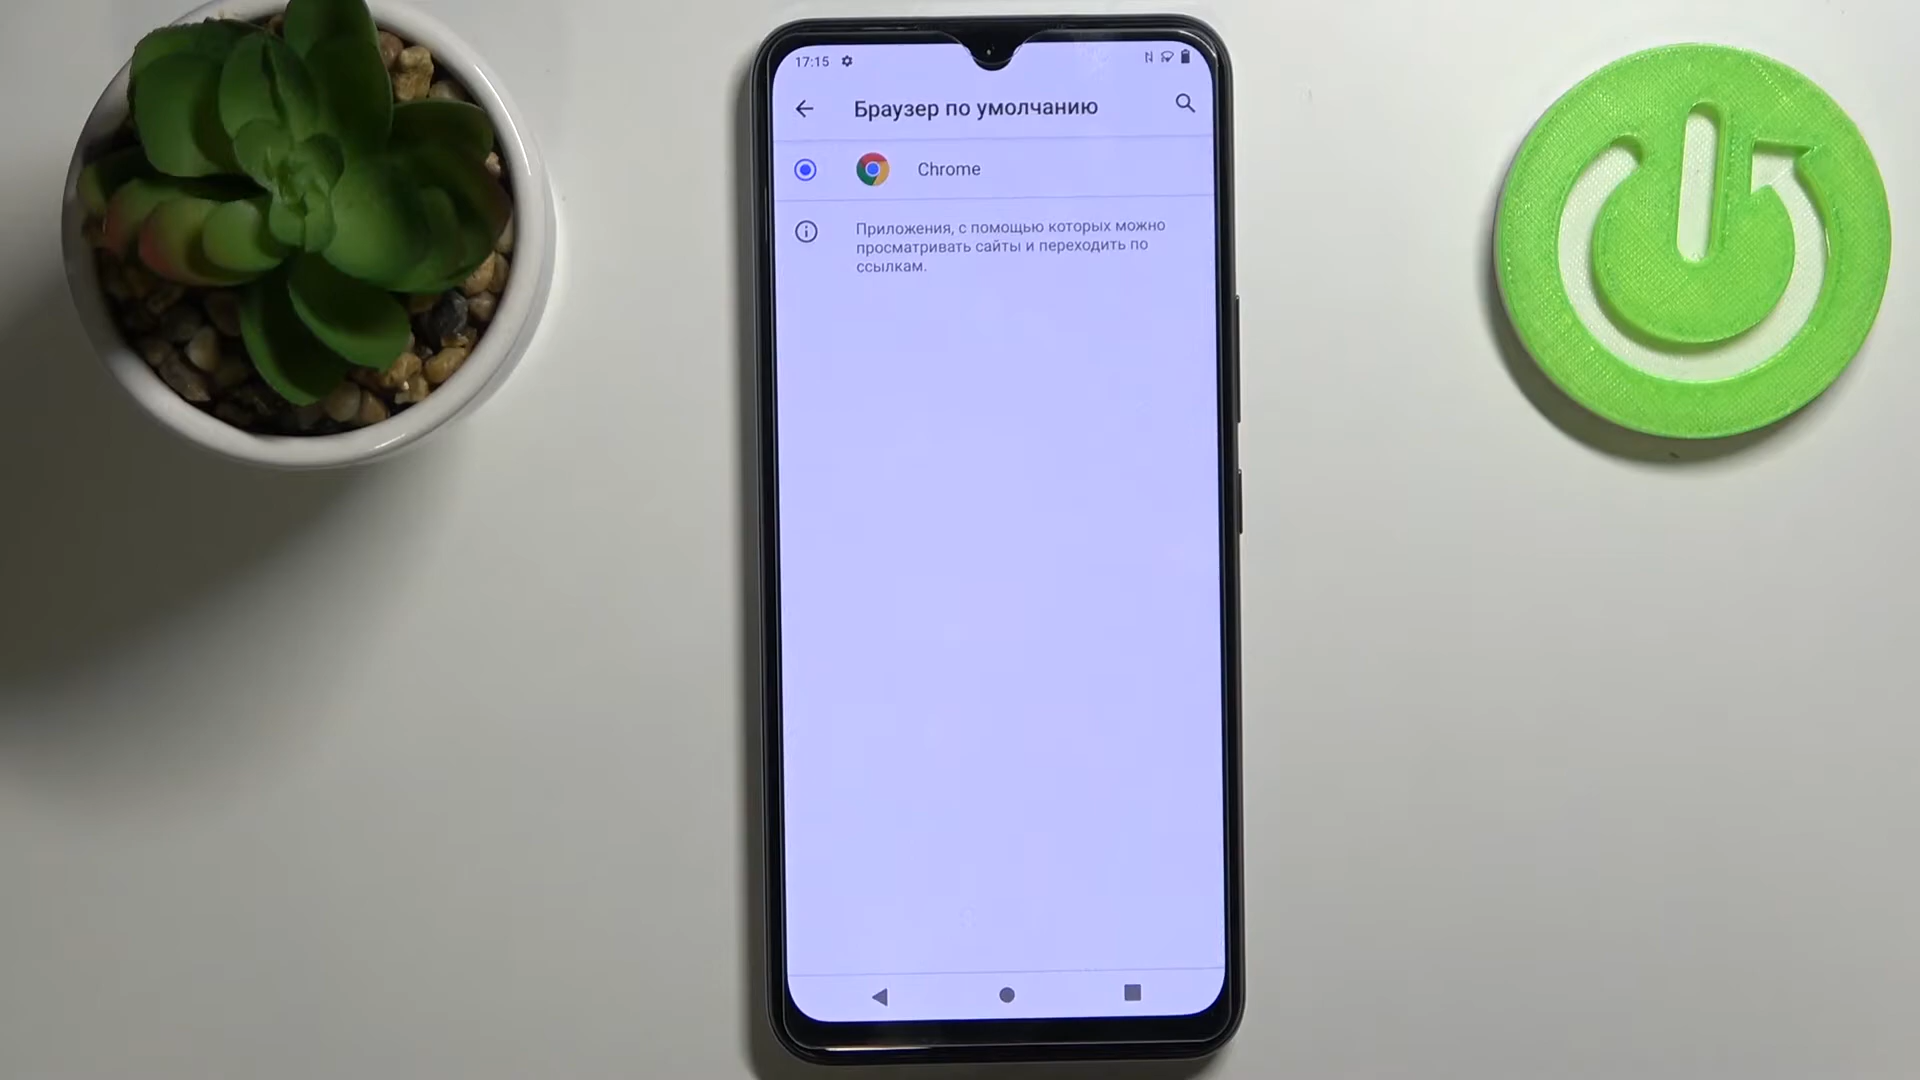 17:15
Браузер по умолчанию
Chrome
Приложения, с помощью которых можно
просматривать сайты и переходить по
ссылкам.